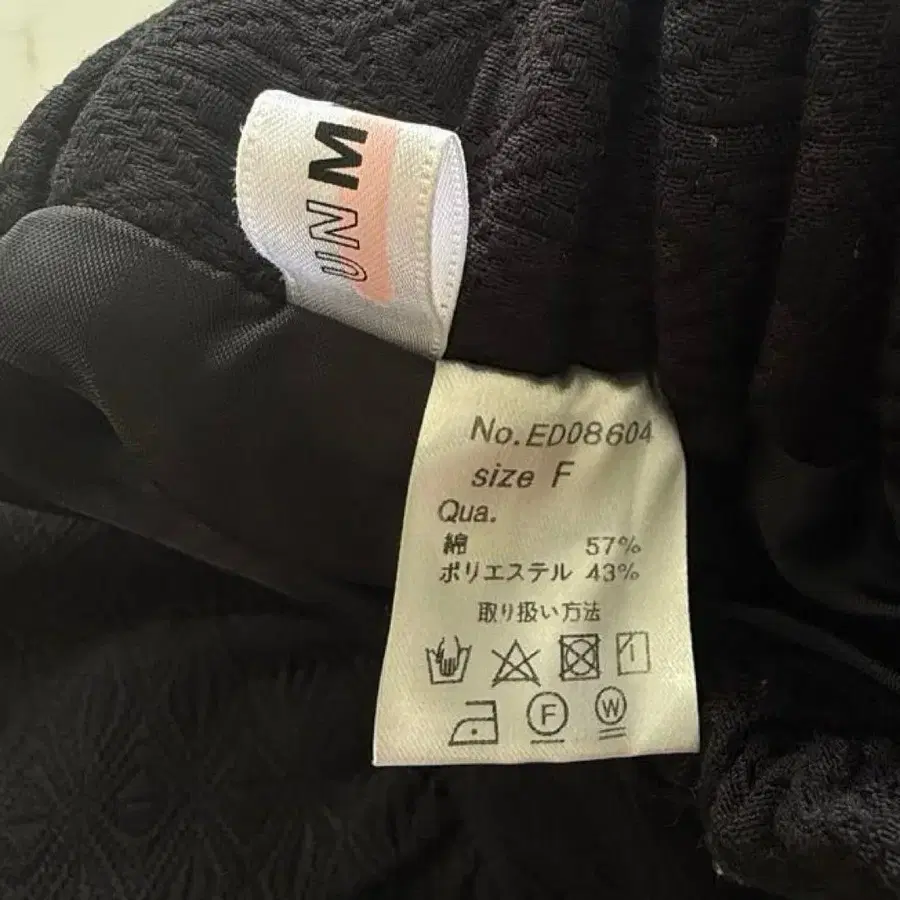 UN M
No.ED08604
size F
Qua.
綿 57%
ポリエステル 43%
取り扱い方法
F W